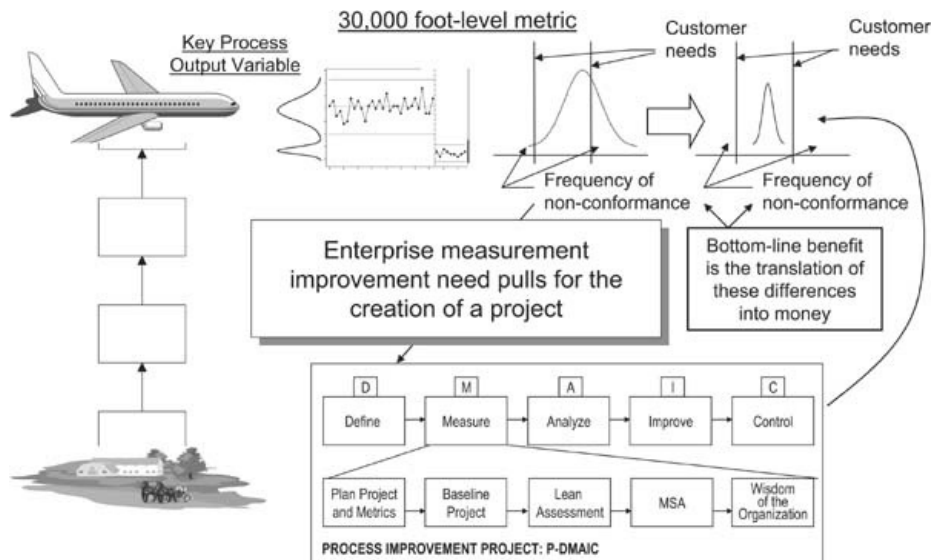 30,000 foot-level metric
Key Process
Output Variable
Customer
needs
Customer
needs
Frequency of
non-conformance
Frequency of
non-conformance
Enterprise measurement
improvement need pulls for the
creation of a project
Bottom-line benefit
is the translation of
these differences
into money
D
M
A
I
C
Define
Measure
Analyze
Improve
Control
Plan Project
and Metrics
Baseline
Project
Lean
Assessment
MSA
Wisdom
of the
Organization
PROCESS IMPROVEMENT PROJECT: P-DMAIC